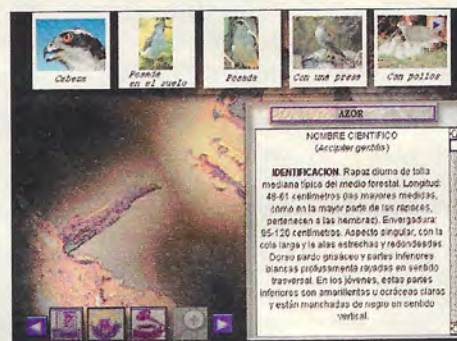 Cabeza
Posada
en el suelo
Posada
Con una presa
Con pollos
AZOR
NOMBRE CIENTIFICO
(Accipiter gentilis)
IDENTIFICACION. Rapaz diurna de talla
mediana típica del medio forestal. Longitud:
48-61 centímetros (las mayores medidas,
como en la mayor parte de las rapaces,
pertenecen a las hembras). Envergadura:
95-120 centímetros. Aspecto singular, con la
cola larga y le alas estrechas y redondeadas.
Dorso pardo grisáceo y partes inferiores
blancas profusamente rayadas en sentido
trasversal. En los jóvenes, estas partes
inferiores son amarillentas u ocráceas claras
y están manchadas de negro en sentido
vertical.